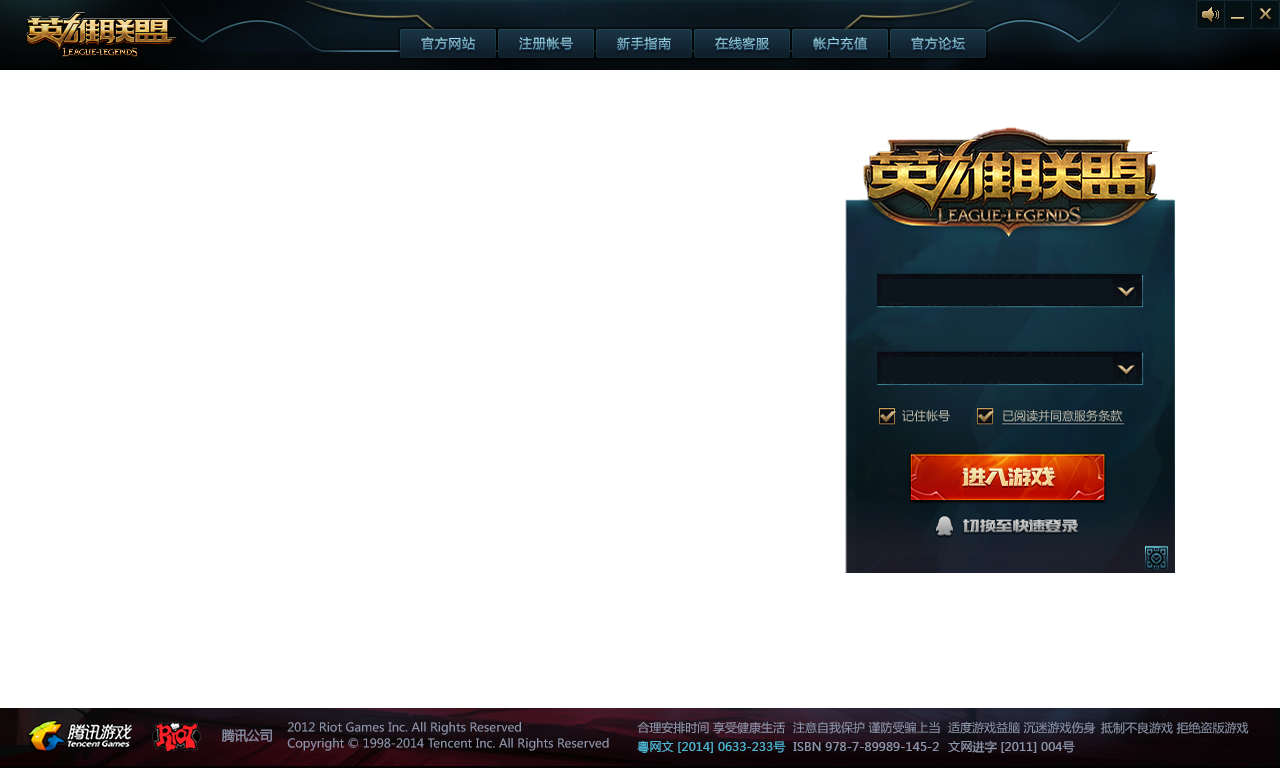 英雄联盟
LEAGUE of LEGENDS
官方网站 注册帐号 新手指南 在线客服 帐户充值 官方论坛
英雄联盟
LEAGUE of LEGENDS
记住帐号 已阅读并同意服务条款
进入游戏
切换至快速登录
腾讯游戏
Tencent Games
RIOT
腾讯公司
2012 Riot Games Inc. All Rights Reserved
Copyright © 1998-2014 Tencent Inc. All Rights Reserved
合理安排时间 享受健康生活 注意自我保护 谨防受骗上当 适度游戏益脑 沉迷游戏伤身 抵制不良游戏 拒绝盗版游戏
粤网文 [2014] 0633-233号 ISBN 978-7-89989-145-2 文网进字 [2011] 004号